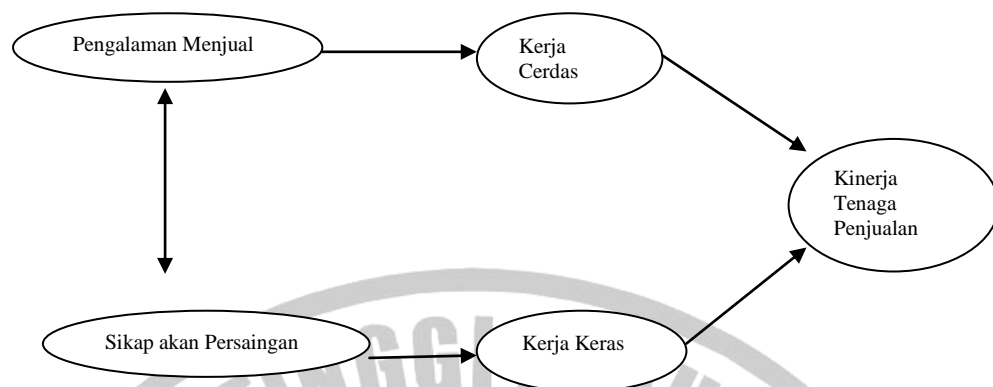 Pengalaman Menjual
Kerja
Cerdas
Kinerja
Tenaga
Penjualan
Sikap akan Persaingan
Kerja Keras